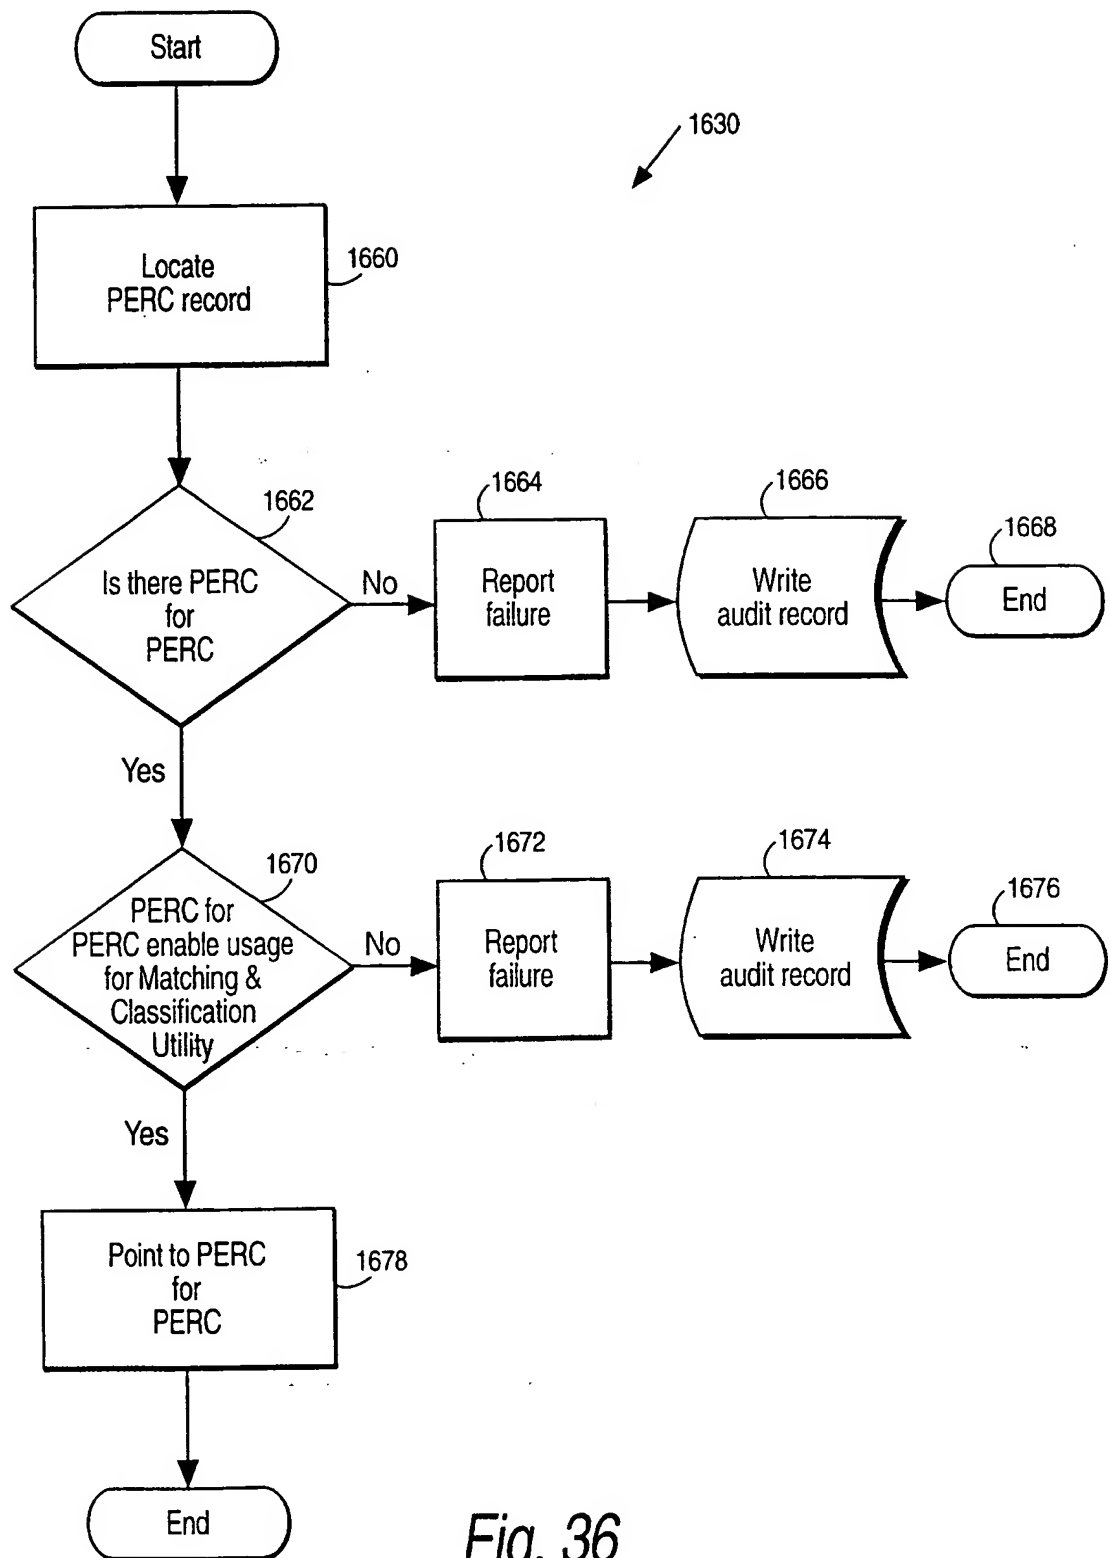 Start
1630
Locate
PERC record
1660
Is there PERC
for
PERC
1662
No
Report
failure
1664
Write
audit record
1666
End
1668
Yes
PERC for
PERC enable usage
for Matching &
Classification
Utility
1670
No
Report
failure
1672
Write
audit record
1674
End
1676
Yes
Point to PERC
for
PERC
1678
End
Fig. 36